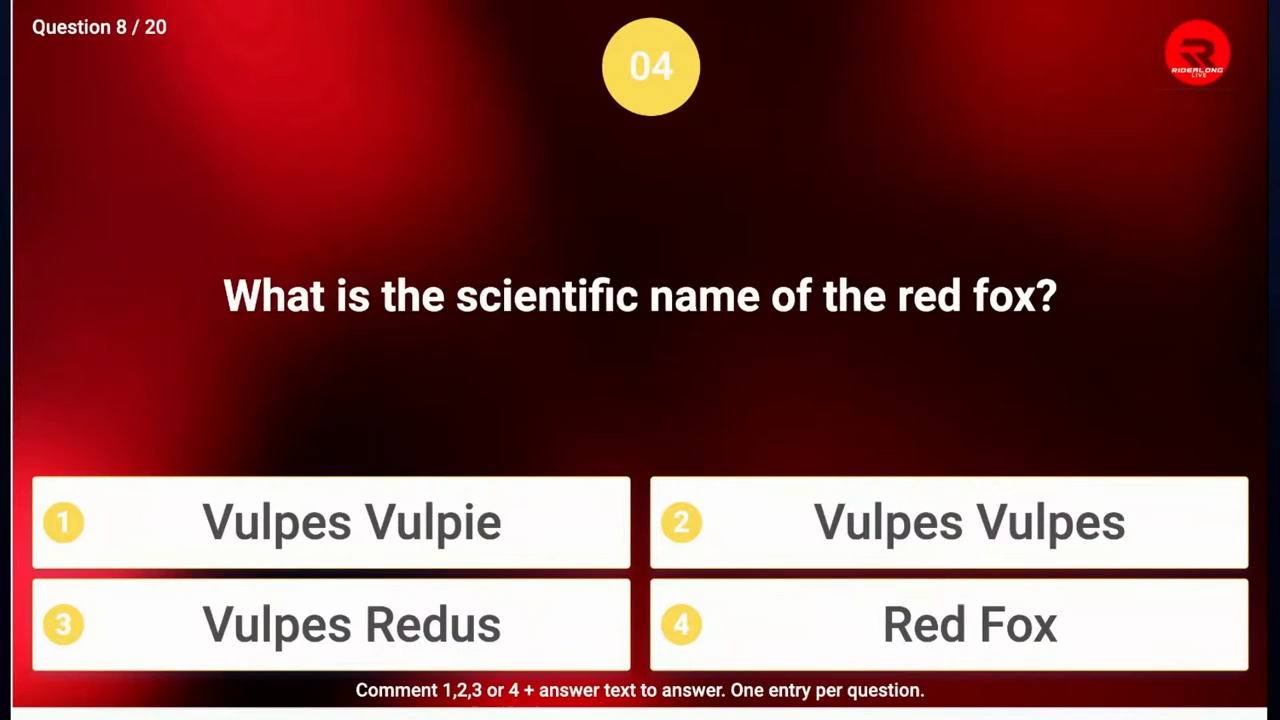 Question 8 / 20
04
RIDERLONG
LIVE
What is the scientific name of the red fox?
1 Vulpes Vulpie
2 Vulpes Vulpes
3 Vulpes Redus
4 Red Fox
Comment 1,2,3 or 4 + answer text to answer. One entry per question.